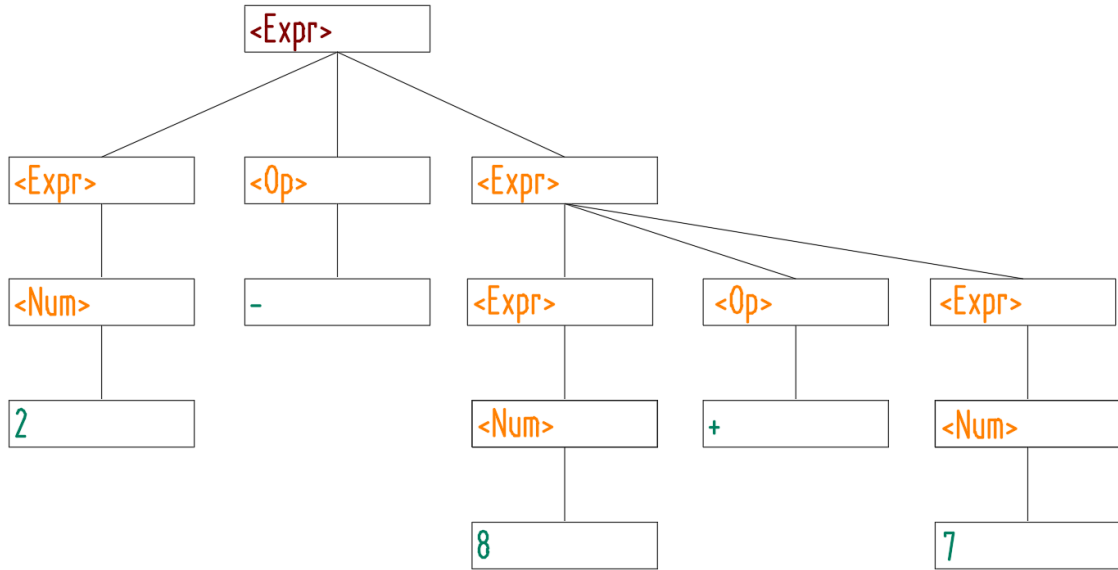 <Expr>
<Expr> <Op> <Expr>
<Num> - <Expr> <Op> <Expr>
2 <Num> + <Num>
8 7